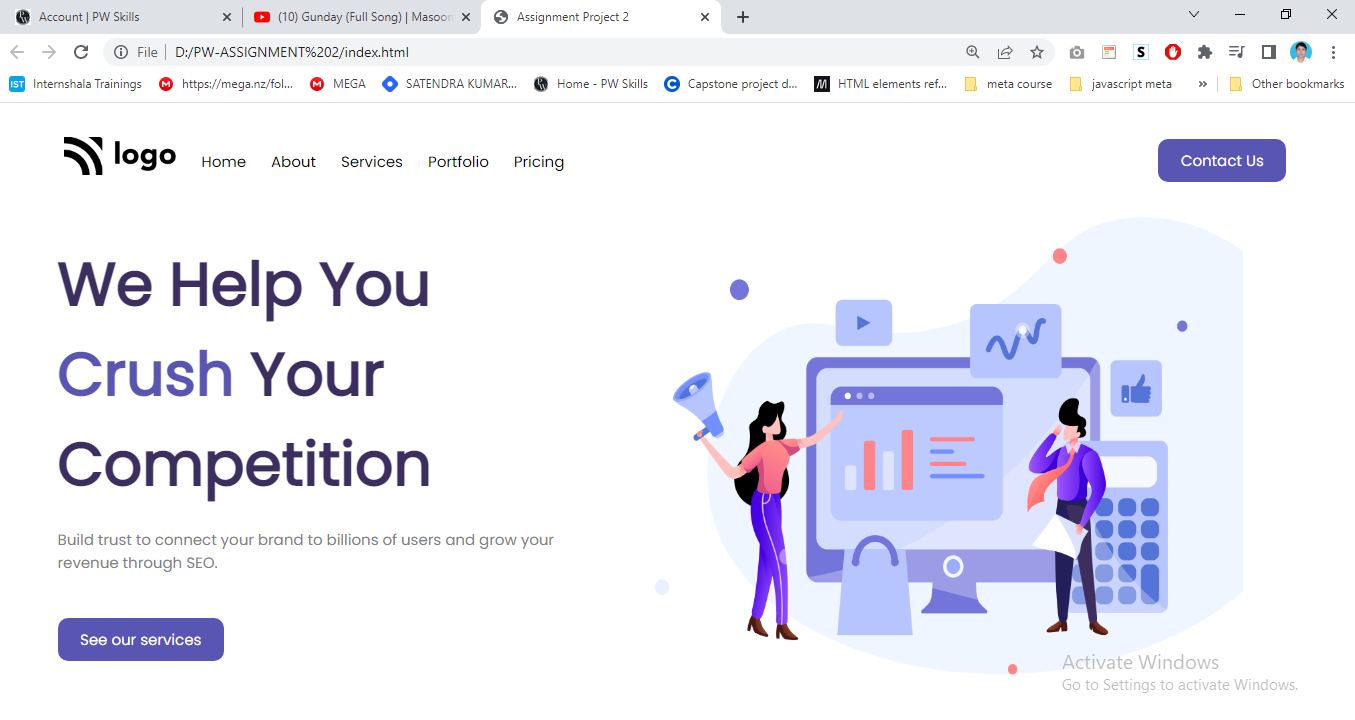 Account | PW Skills
(10) Gunday (Full Song) | Masoom
Assignment Project 2
File
D:/PW-ASSIGNMENT%202/index.html
S
IST
Internshala Trainings
M
https://mega.nz/fol...
M
MEGA
SATENDRA KUMAR...
Home - PW Skills
C
Capstone project d...
HTML elements ref...
meta course
javascript meta
»
Other bookmarks
logo
Home
About
Services
Portfolio
Pricing
Contact Us
We Help You
Crush Your
Competition
Build trust to connect your brand to billions of users and grow your
revenue through SEO.
See our services
Activate Windows
Go to Settings to activate Windows.